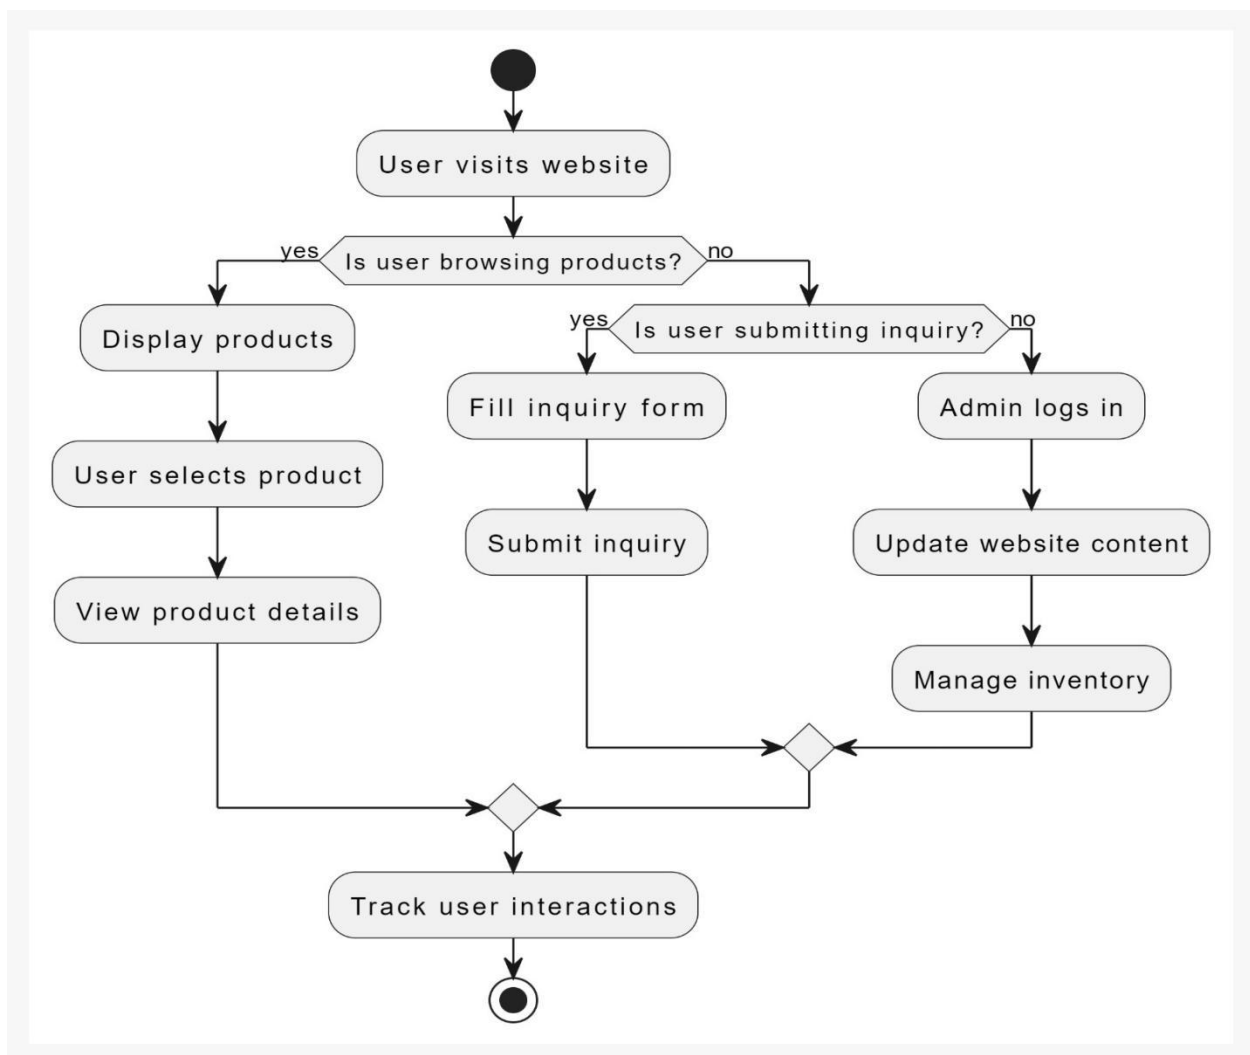 User visits website
yes
Is user browsing products?
no
Display products
yes
Is user submitting inquiry?
no
Fill inquiry form
Admin logs in
User selects product
Submit inquiry
Update website content
View product details
Manage inventory
Track user interactions